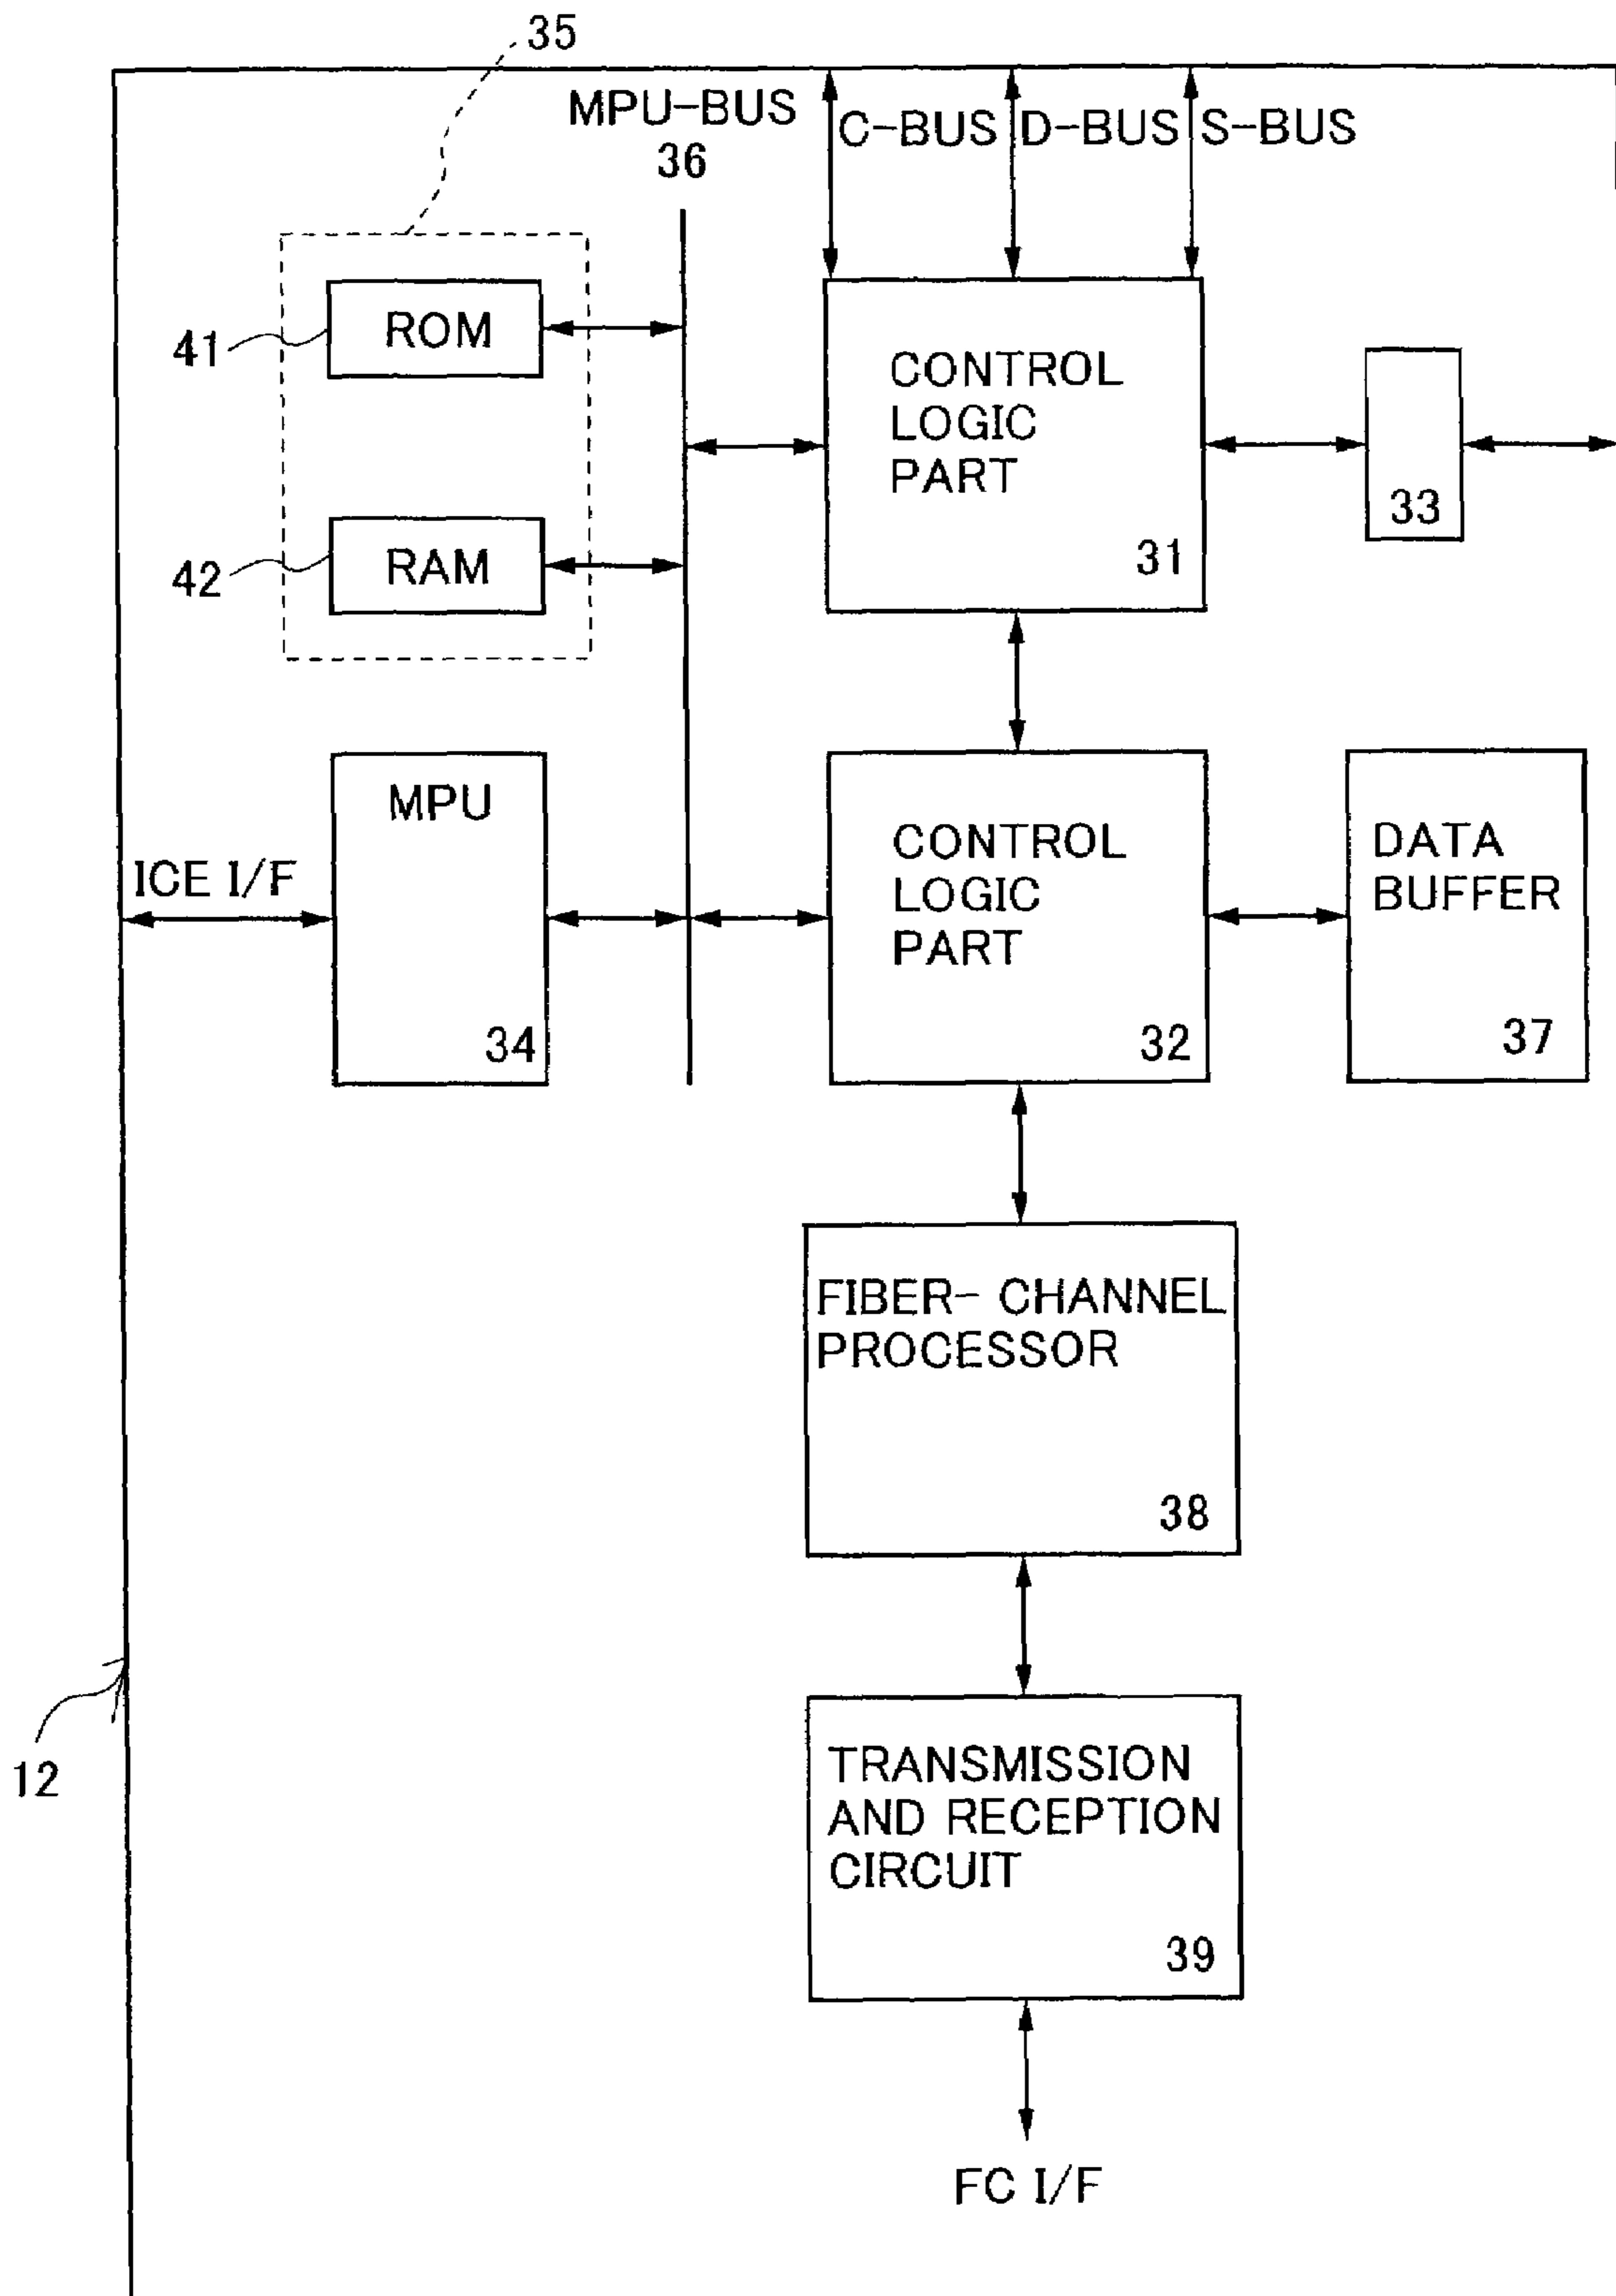 35
MPU-BUS
36
C-BUS
D-BUS
S-BUS
41
ROM
42
RAM
CONTROL
LOGIC
PART
31
33
MPU
34
ICE I/F
CONTROL
LOGIC
PART
32
DATA
BUFFER
37
FIBER- CHANNEL
PROCESSOR
38
12
TRANSMISSION
AND RECEPTION
CIRCUIT
39
FC I/F